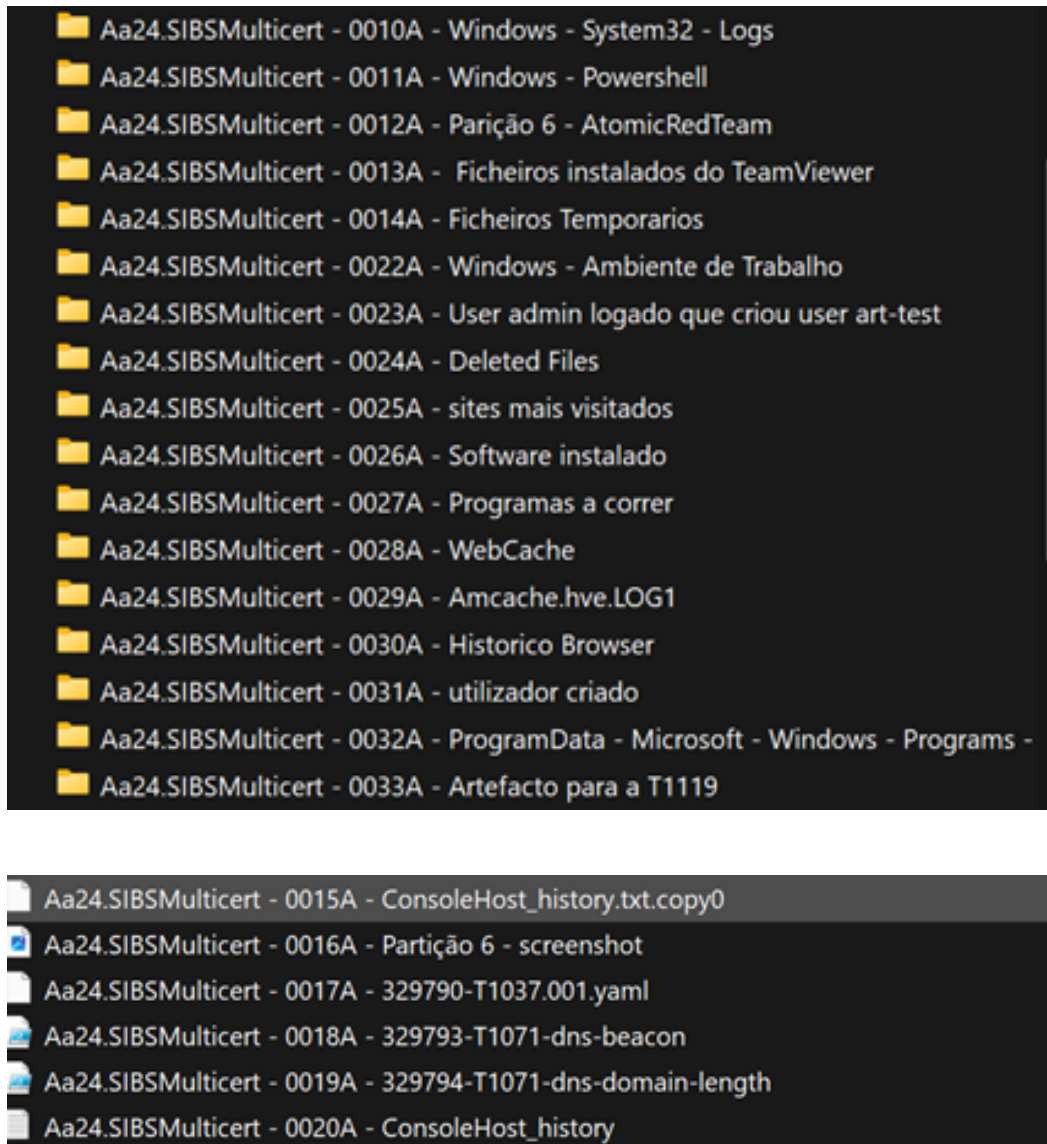 Aa24.SIBSMulticert - 0010A - Windows - System32 - Logs
Aa24.SIBSMulticert - 0011A - Windows - Powershell
Aa24.SIBSMulticert - 0012A - Parição 6 - AtomicRedTeam
Aa24.SIBSMulticert - 0013A - Ficheiros instalados do TeamViewer
Aa24.SIBSMulticert - 0014A - Ficheiros Temporarios
Aa24.SIBSMulticert - 0022A - Windows - Ambiente de Trabalho
Aa24.SIBSMulticert - 0023A - User admin logado que criou user art-test
Aa24.SIBSMulticert - 0024A - Deleted Files
Aa24.SIBSMulticert - 0025A - sites mais visitados
Aa24.SIBSMulticert - 0026A - Software instalado
Aa24.SIBSMulticert - 0027A - Programas a correr
Aa24.SIBSMulticert - 0028A - WebCache
Aa24.SIBSMulticert - 0029A - Amcache.hve.LOG1
Aa24.SIBSMulticert - 0030A - Historico Browser
Aa24.SIBSMulticert - 0031A - utilizador criado
Aa24.SIBSMulticert - 0032A - ProgramData - Microsoft - Windows - Programs -
Aa24.SIBSMulticert - 0033A - Artefacto para a T1119
Aa24.SIBSMulticert - 0015A - ConsoleHost_history.txt.copy0
Aa24.SIBSMulticert - 0016A - Partição 6 - screenshot
Aa24.SIBSMulticert - 0017A - 329790-T1037.001.yaml
Aa24.SIBSMulticert - 0018A - 329793-T1071-dns-beacon
Aa24.SIBSMulticert - 0019A - 329794-T1071-dns-domain-length
Aa24.SIBSMulticert - 0020A - ConsoleHost_history